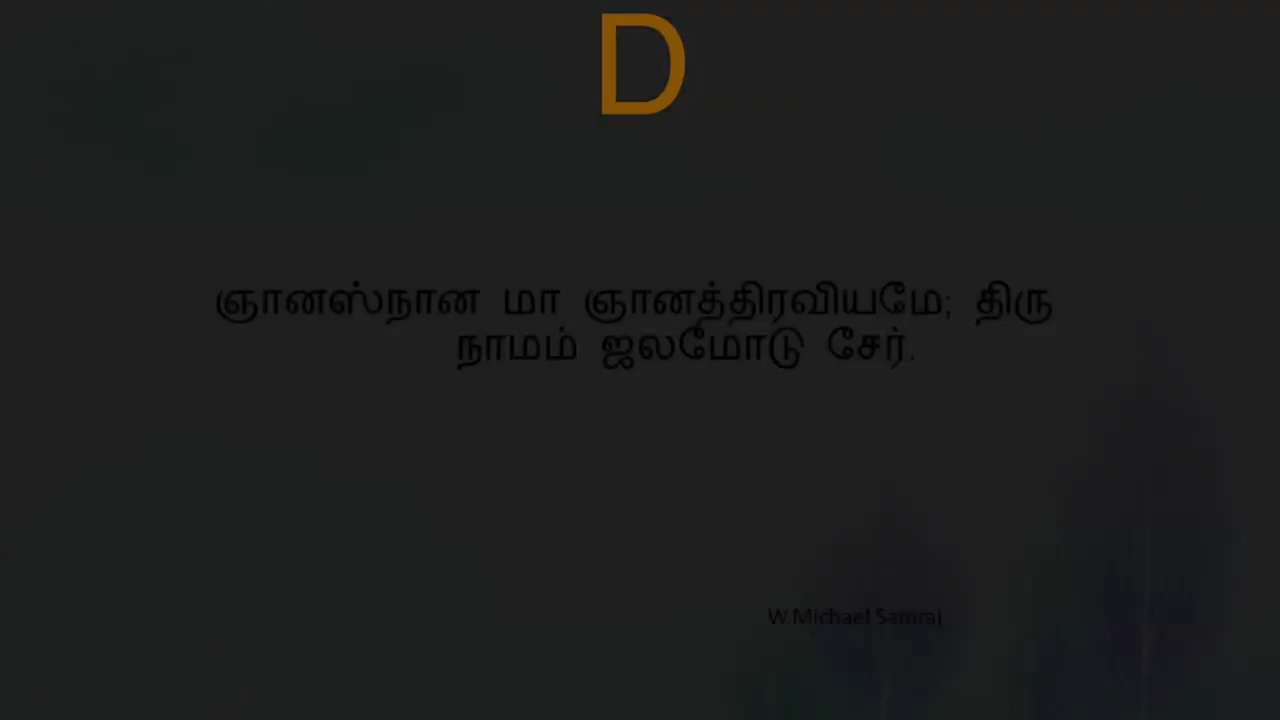 D
ஞானஸ்நான மா ஞானத்திரவியமே; திரு
நாமம் ஜலமோடு சேர்.
W.Michael Samraj